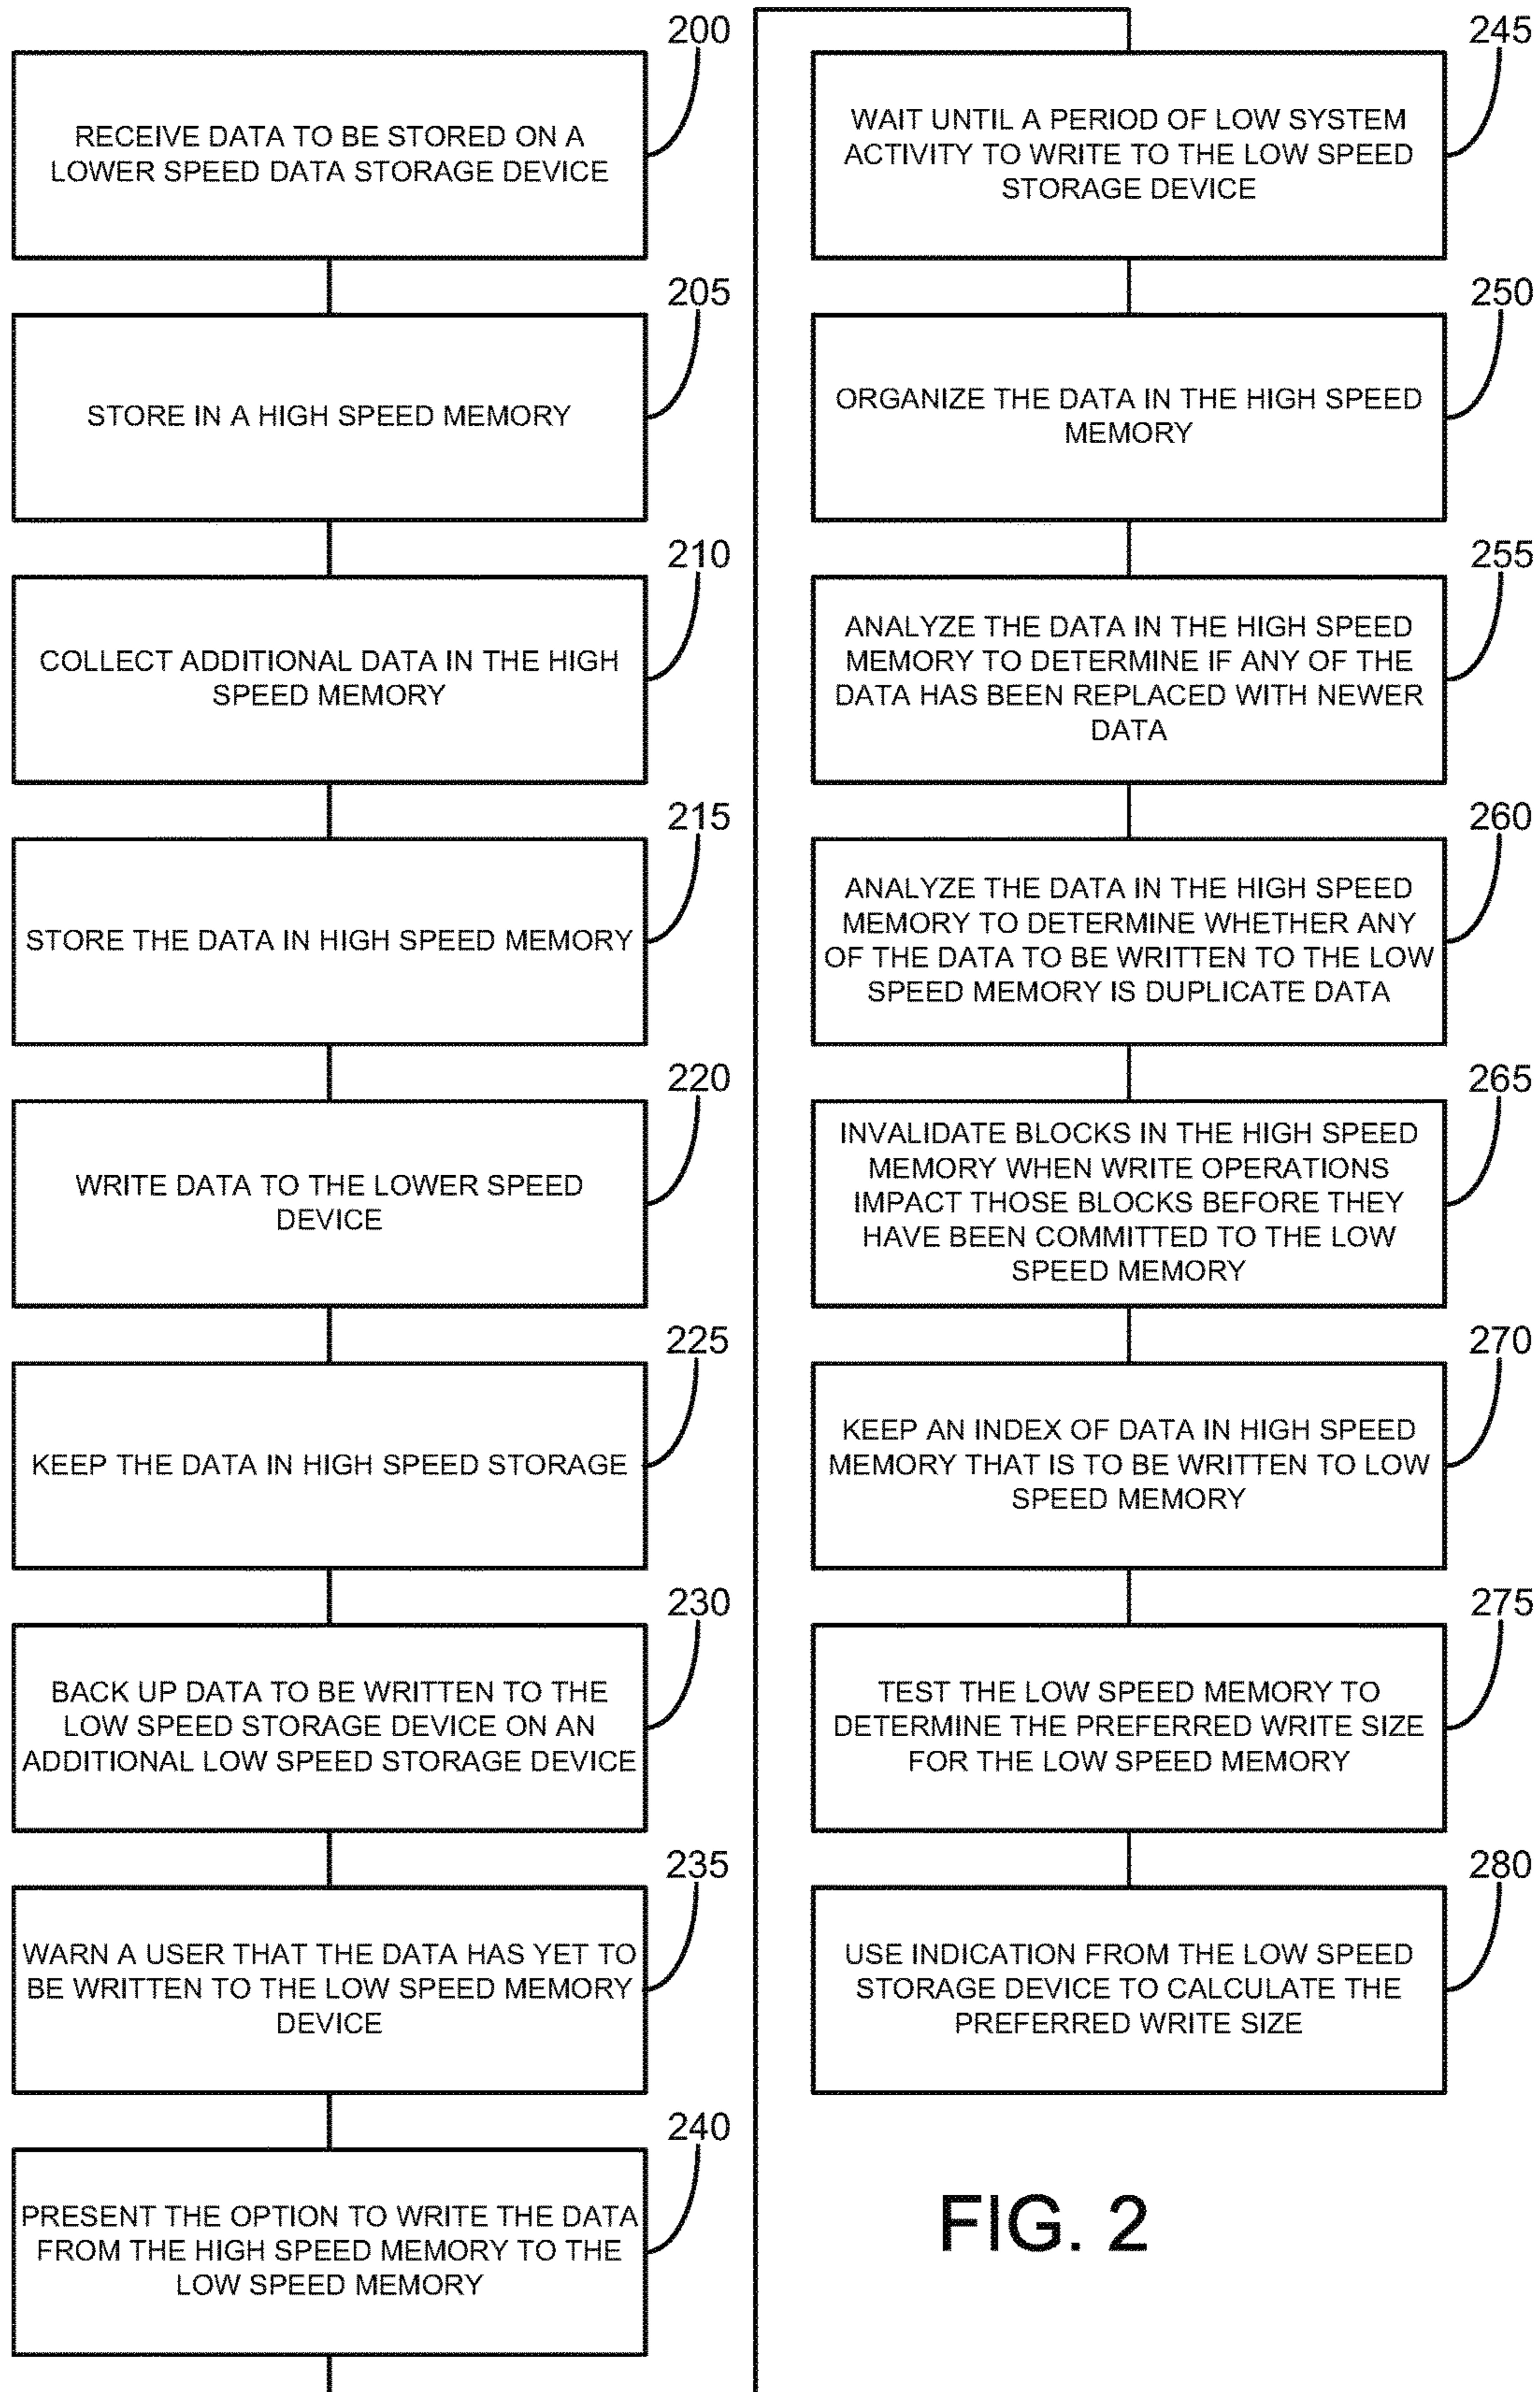 200
RECEIVE DATA TO BE STORED ON A
LOWER SPEED DATA STORAGE DEVICE
205
STORE IN A HIGH SPEED MEMORY
210
COLLECT ADDITIONAL DATA IN THE HIGH
SPEED MEMORY
215
STORE THE DATA IN HIGH SPEED MEMORY
220
WRITE DATA TO THE LOWER SPEED
DEVICE
225
KEEP THE DATA IN HIGH SPEED STORAGE
230
BACK UP DATA TO BE WRITTEN TO THE
LOW SPEED STORAGE DEVICE ON AN
ADDITIONAL LOW SPEED STORAGE DEVICE
235
WARN A USER THAT THE DATA HAS YET TO
BE WRITTEN TO THE LOW SPEED MEMORY
DEVICE
240
PRESENT THE OPTION TO WRITE THE DATA
FROM THE HIGH SPEED MEMORY TO THE
LOW SPEED MEMORY
245
WAIT UNTIL A PERIOD OF LOW SYSTEM
ACTIVITY TO WRITE TO THE LOW SPEED
STORAGE DEVICE
250
ORGANIZE THE DATA IN THE HIGH SPEED
MEMORY
255
ANALYZE THE DATA IN THE HIGH SPEED
MEMORY TO DETERMINE IF ANY OF THE
DATA HAS BEEN REPLACED WITH NEWER
DATA
260
ANALYZE THE DATA IN THE HIGH SPEED
MEMORY TO DETERMINE WHETHER ANY
OF THE DATA TO BE WRITTEN TO THE LOW
SPEED MEMORY IS DUPLICATE DATA
265
INVALIDATE BLOCKS IN THE HIGH SPEED
MEMORY WHEN WRITE OPERATIONS
IMPACT THOSE BLOCKS BEFORE THEY
HAVE BEEN COMMITTED TO THE LOW
SPEED MEMORY
270
KEEP AN INDEX OF DATA IN HIGH SPEED
MEMORY THAT IS TO BE WRITTEN TO LOW
SPEED MEMORY
275
TEST THE LOW SPEED MEMORY TO
DETERMINE THE PREFERRED WRITE SIZE
FOR THE LOW SPEED MEMORY
280
USE INDICATION FROM THE LOW SPEED
STORAGE DEVICE TO CALCULATE THE
PREFERRED WRITE SIZE
FIG. 2